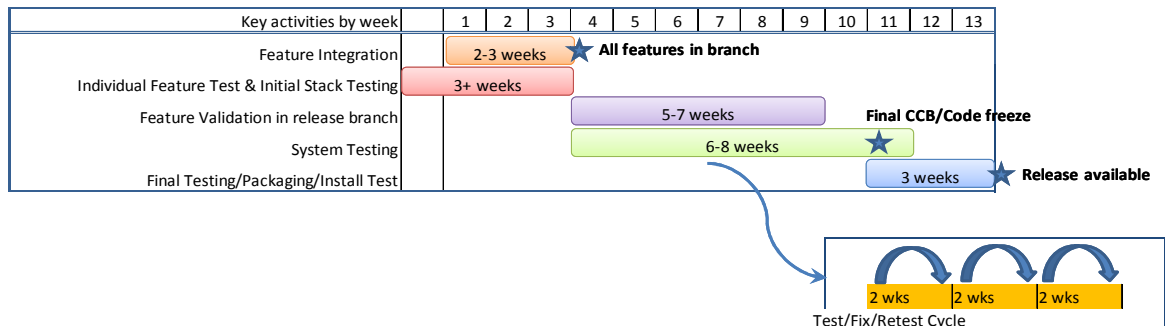 Key activities by week 1 2 3 4 5 6 7 8 9 10 11 12 13
Feature Integration 2-3 weeks All features in branch
Individual Feature Test & Initial Stack Testing 3+ weeks
Feature Validation in release branch 5-7 weeks Final CCB/Code freeze
System Testing 6-8 weeks
Final Testing/Packaging/Install Test 3 weeks Release available
2 wks 2 wks 2 wks
Test/Fix/Retest Cycle